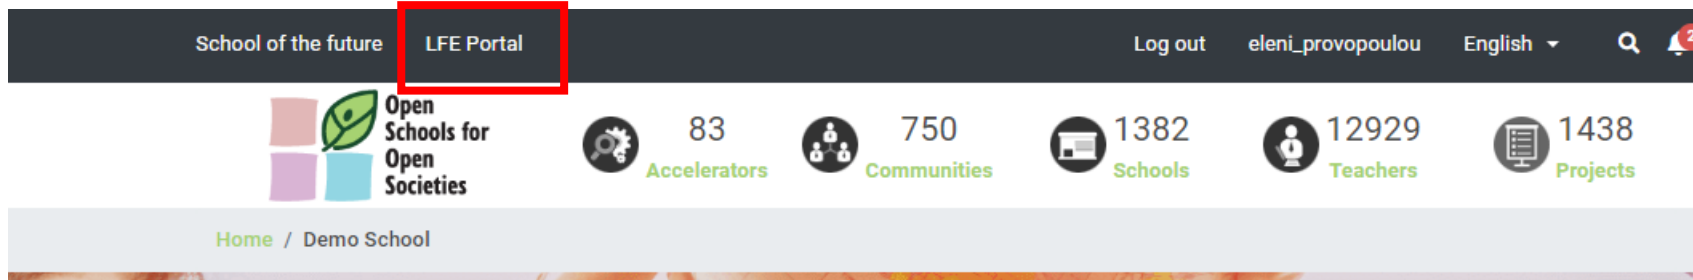 School of the future LFE Portal Log out eleni_provopoulou English 2
Open
Schools for
Open
Societies
83 Accelerators
750 Communities
1382 Schools
12929 Teachers
1438 Projects
Home / Demo School